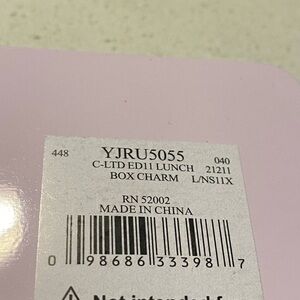 448 YJRU5055 040
C-LTD ED11 LUNCH 21211
BOX CHARM L/NS11X
RN 52002
MADE IN CHINA
0 98686 33398 7
Not intended f